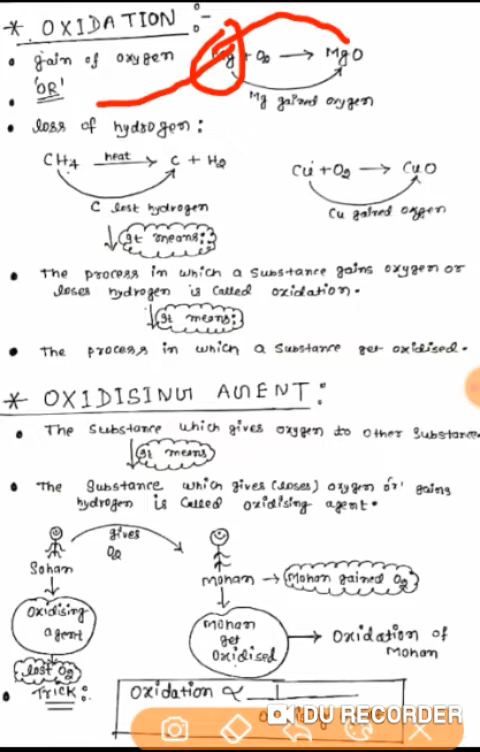 * OXIDATION :-
• gain of oxygen Mg + O2 → MgO
• 'OR' Mg gained oxygen
• loss of hydrogen :
CH4 heat → C + H2 Cu + O2 → CuO
C lost hydrogen Cu gained oxygen
It means :
• The process in which a substance gains oxygen or
loses hydrogen is called oxidation.
It means :
• The process in which a substance get oxidised.
* OXIDISING AGENT :
• The substance which gives oxygen to other substance
It means
• The substance which gives (loses) oxygen 'or' gains
hydrogen is called oxidising agent.
gives
O2
Sohan Mohan → Mohan gained O2
Oxidising
agent
Mohan
get
Oxidised → Oxidation of
Mohan
lost O2
• TRICK :
Oxidation ∝ 1
DU RECORDER